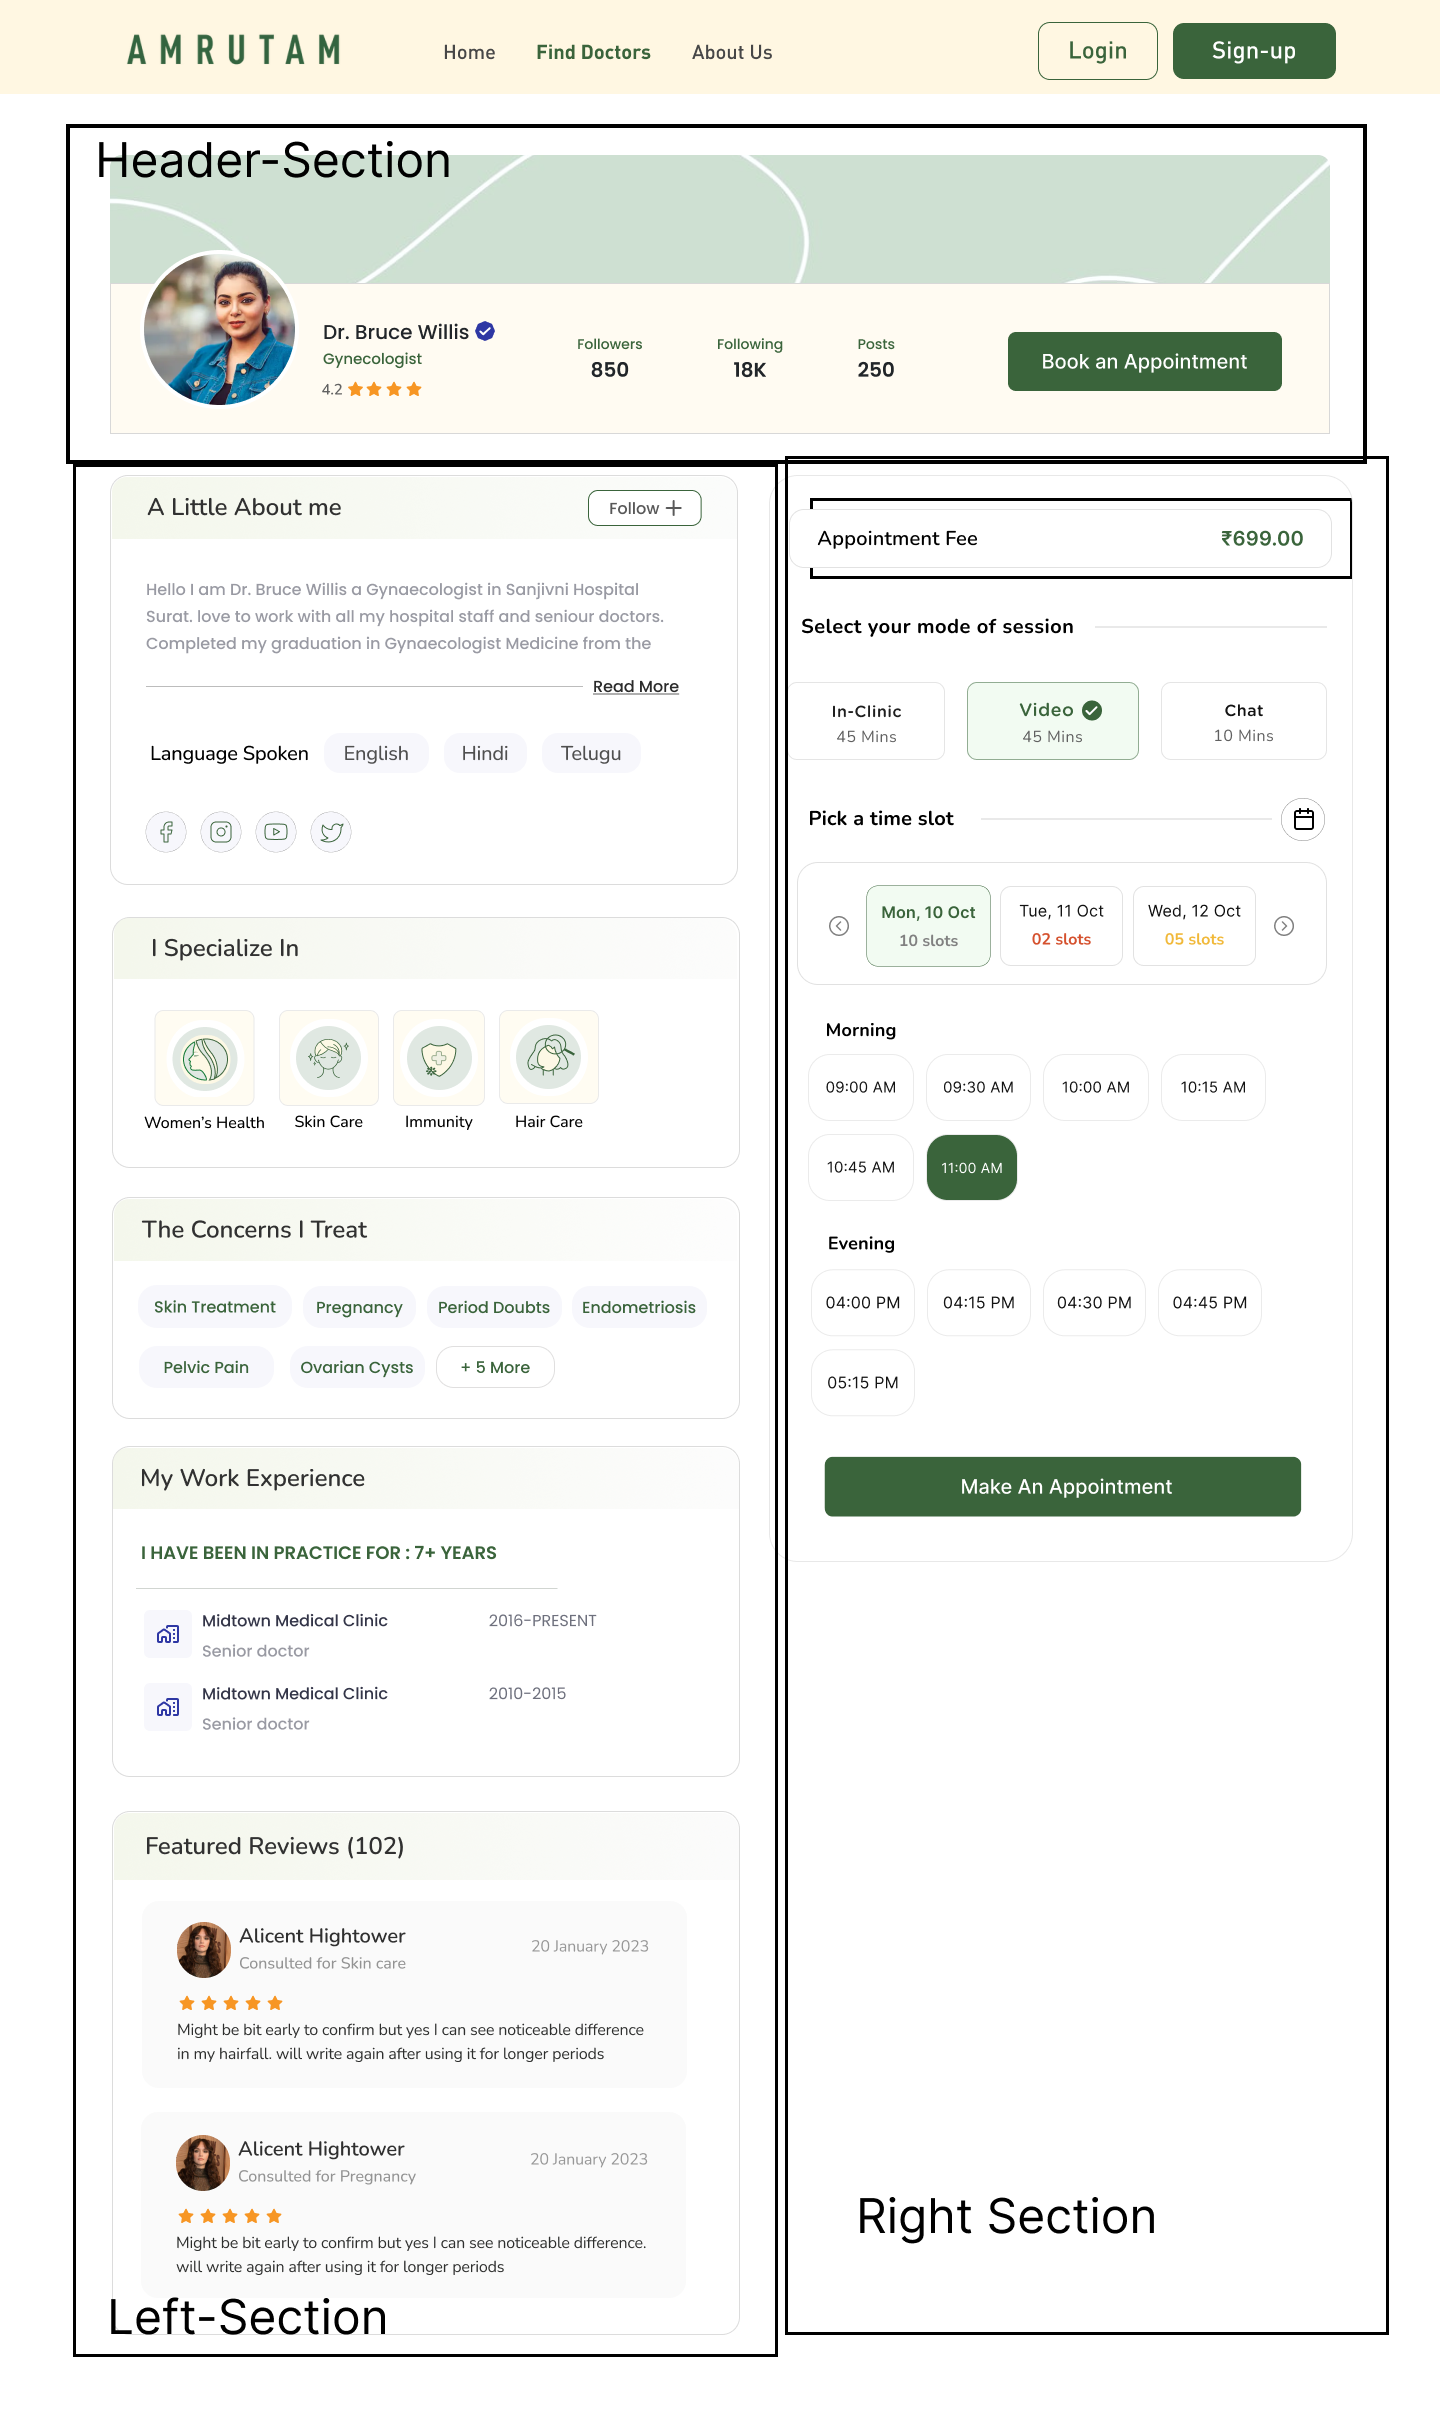 AMRUTAM
Home Find Doctors About Us
Login Sign-up
Header-Section
Dr. Bruce Willis
Gynecologist
4.2
Followers Following Posts
850 18K 250
Book an Appointment
A Little About me
Follow
Hello I am Dr. Bruce Willis a Gynaecologist in Sanjivni Hospital
Surat. love to work with all my hospital staff and seniour doctors.
Completed my graduation in Gynaecologist Medicine from the
Read More
Language Spoken English Hindi Telugu
I Specialize In
Women's Health Skin Care Immunity Hair Care
The Concerns I Treat
Skin Treatment Pregnancy Period Doubts Endometriosis
Pelvic Pain Ovarian Cysts + 5 More
My Work Experience
I HAVE BEEN IN PRACTICE FOR : 7+ YEARS
Midtown Medical Clinic 2016-PRESENT
Senior doctor
Midtown Medical Clinic 2010-2015
Senior doctor
Featured Reviews (102)
Alicent Hightower
Consulted for Skin care
20 January 2023
Might be bit early to confirm but yes I can see noticeable difference
in my hairfall. will write again after using it for longer periods
Alicent Hightower
Consulted for Pregnancy
20 January 2023
Might be bit early to confirm but yes I can see noticeable difference.
will write again after using it for longer periods
Left-Section
Appointment Fee ₹699.00
Select your mode of session
In-Clinic Video Chat
45 Mins 45 Mins 10 Mins
Pick a time slot
Mon, 10 Oct Tue, 11 Oct Wed, 12 Oct
10 slots 02 slots 05 slots
Morning
09:00 AM 09:30 AM 10:00 AM 10:15 AM
10:45 AM 11:00 AM
Evening
04:00 PM 04:15 PM 04:30 PM 04:45 PM
05:15 PM
Make An Appointment
Right Section